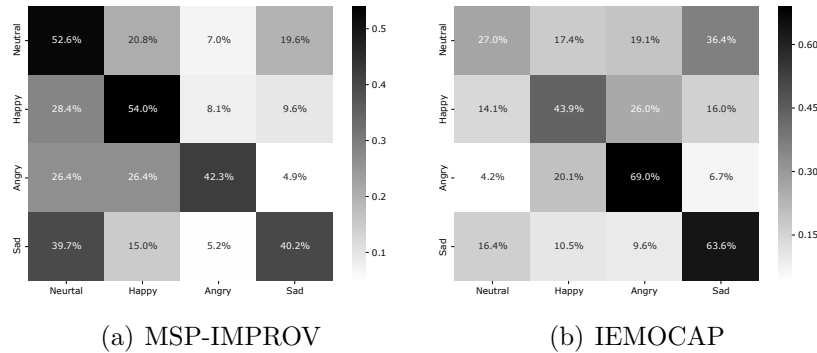 Neutral 52.6% 20.8% 7.0% 19.6%
Happy 28.4% 54.0% 8.1% 9.6%
Angry 26.4% 26.4% 42.3% 4.9%
Sad 39.7% 15.0% 5.2% 40.2%
Neurtal Happy Angry Sad
0.5
0.4
0.3
0.2
0.1
(a) MSP-IMPROV
Neutral 27.0% 17.4% 19.1% 36.4%
Happy 14.1% 43.9% 26.0% 16.0%
Angry 4.2% 20.1% 69.0% 6.7%
Sad 16.4% 10.5% 9.6% 63.6%
Neutral Happy Angry Sad
0.60
0.45
0.30
0.15
(b) IEMOCAP